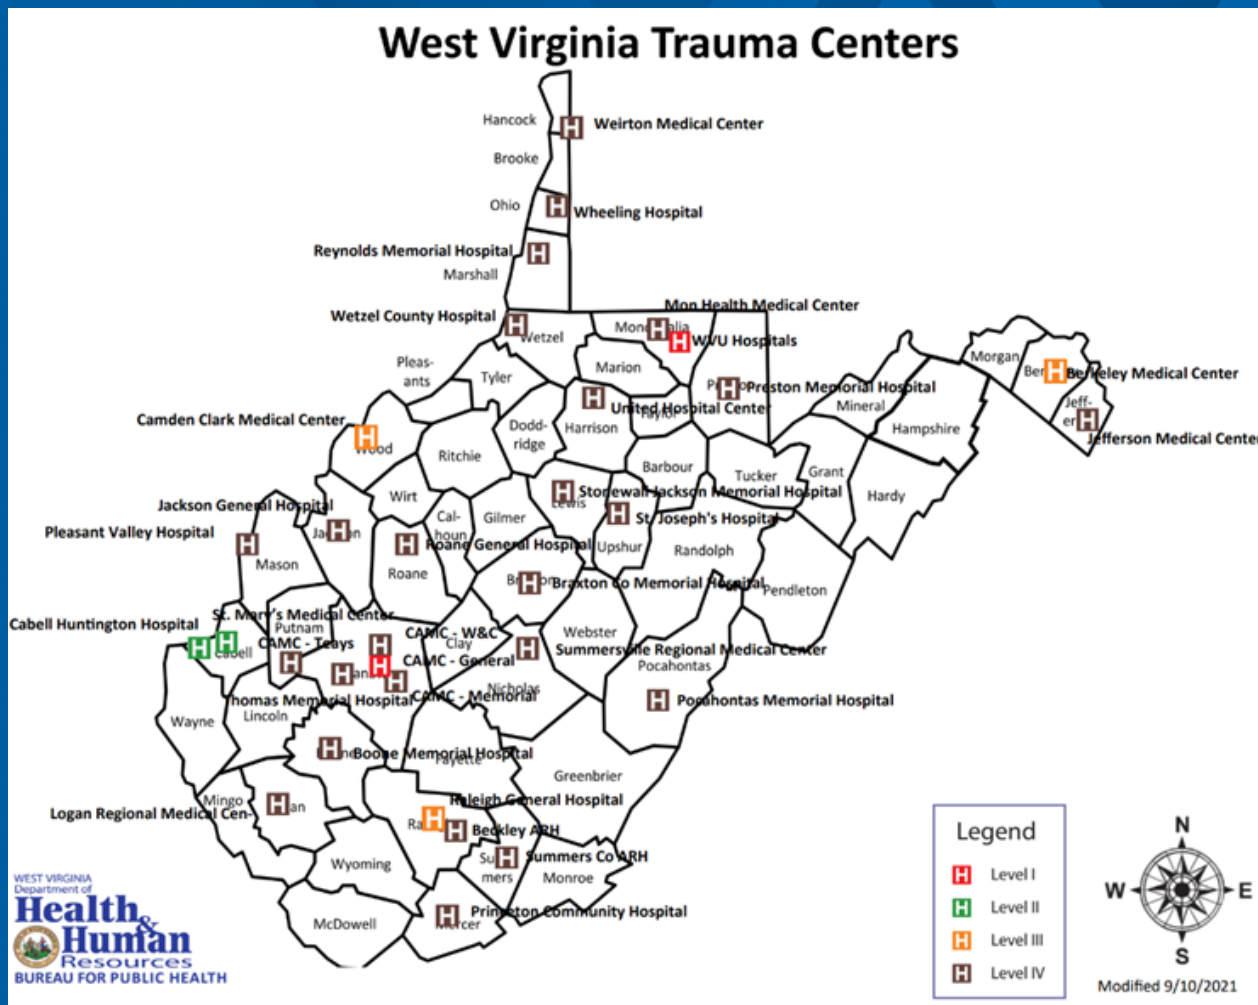 West Virginia Trauma Centers
Hancock
Weirton Medical Center
Brooke
Ohio
Wheeling Hospital
Reynolds Memorial Hospital
Marshall
Mon Health Medical Center
Wetzel County Hospital
Wetzel
WVU Hospitals
Marion
Morgan
Pleas-
ants
Tyler
Berkeley Medical Center
Preston Memorial Hospital
Mineral
Jeff-
er
Camden Clark Medical Center
United Hospital Center
Taylor
Wood
Dodd-
ridge
Harrison
Hampshire
Jefferson Medical Center
Ritchie
Barbour
Tucker
Grant
Wirt
Hardy
Stonewall Jackson Memorial Hospital
Lewis
Jackson General Hospital
Cal-
houn
Gilmer
St. Joseph's Hospital
Pleasant Valley Hospital
Roane General Hospital
Upshur
Randolph
Mason
Roane
Braxton Co Memorial Hospital
Pendleton
St. Mary's Medical Center
Cabell Huntington Hospital
Putnam
CAMC - W&C
Webster
CAMC - Teays
Clay
Summersville Regional Medical Center
Cabell
CAMC - General
Pocahontas
Nicholas
Thomas Memorial Hospital
CAMC - Memorial
Pocahontas Memorial Hospital
Lincoln
Wayne
Boone Memorial Hospital
Fayette
Greenbrier
Mingo
Raleigh General Hospital
Logan Regional Medical Cen-
Beckley ARH
Summers Co ARH
Su
mers
Wyoming
Monroe
Princeton Community Hospital
Mercer
McDowell
Legend
Level I
Level II
Level III
Level IV
N
W
E
S
Modified 9/10/2021
WEST VIRGINIA
Department of
Health
&
Human
Resources
BUREAU FOR PUBLIC HEALTH